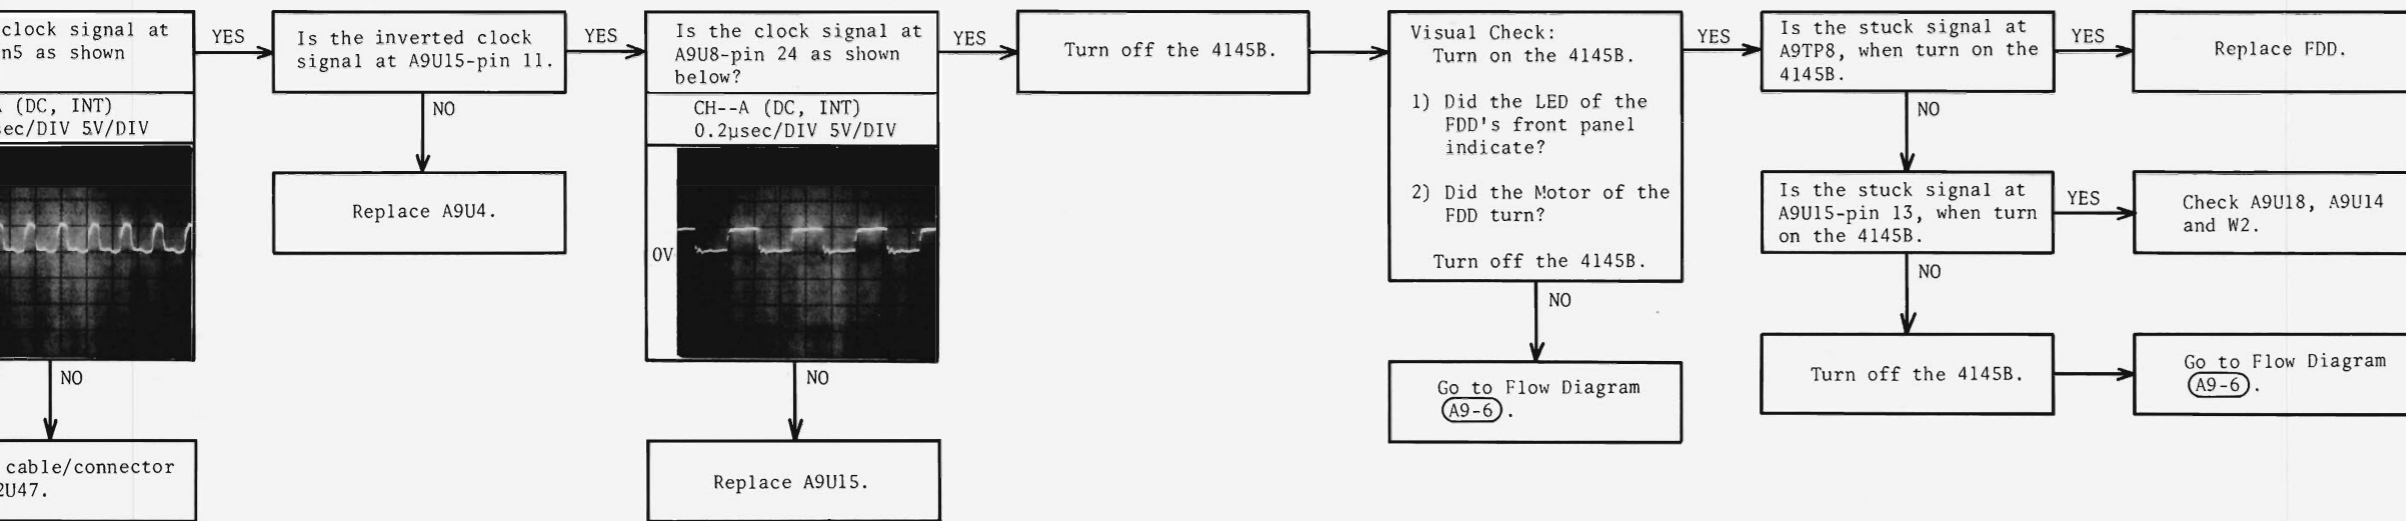 clock signal at
n5 as shown
YES
(DC, INT)
sec/DIV 5V/DIV
NO
cable/connector
2U47.
Is the inverted clock
signal at A9U15-pin 11.
YES
NO
Replace A9U4.
Is the clock signal at
A9U8-pin 24 as shown
below?
CH--A (DC, INT)
0.2μsec/DIV 5V/DIV
0V
YES
NO
Replace A9U15.
Turn off the 4145B.
Visual Check:
Turn on the 4145B.
1) Did the LED of the
FDD's front panel
indicate?
2) Did the Motor of the
FDD turn?
Turn off the 4145B.
YES
NO
Go to Flow Diagram
A9-6.
Is the stuck signal at
A9TP8, when turn on the
4145B.
YES
Replace FDD.
NO
Is the stuck signal at
A9U15-pin 13, when turn
on the 4145B.
YES
Check A9U18, A9U14
and W2.
NO
Turn off the 4145B.
Go to Flow Diagram
A9-6.